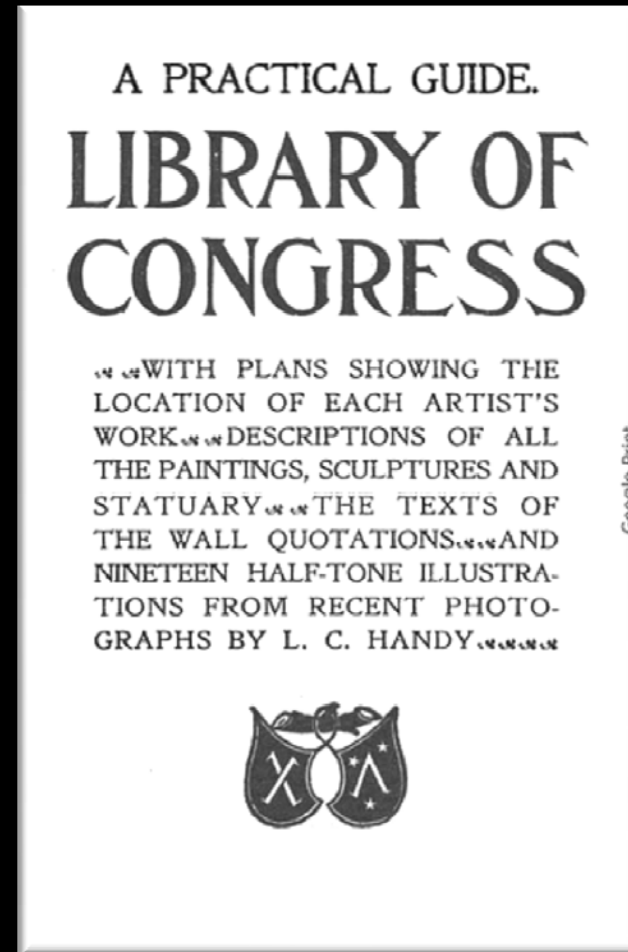 A PRACTICAL GUIDE.
LIBRARY OF
CONGRESS
WITH PLANS SHOWING THE
LOCATION OF EACH ARTIST'S
WORK DESCRIPTIONS OF ALL
THE PAINTINGS, SCULPTURES AND
STATUARY THE TEXTS OF
THE WALL QUOTATIONS AND
NINETEEN HALF-TONE ILLUSTRA-
TIONS FROM RECENT PHOTO-
GRAPHS BY L. C. HANDY
X Λ
Google Print